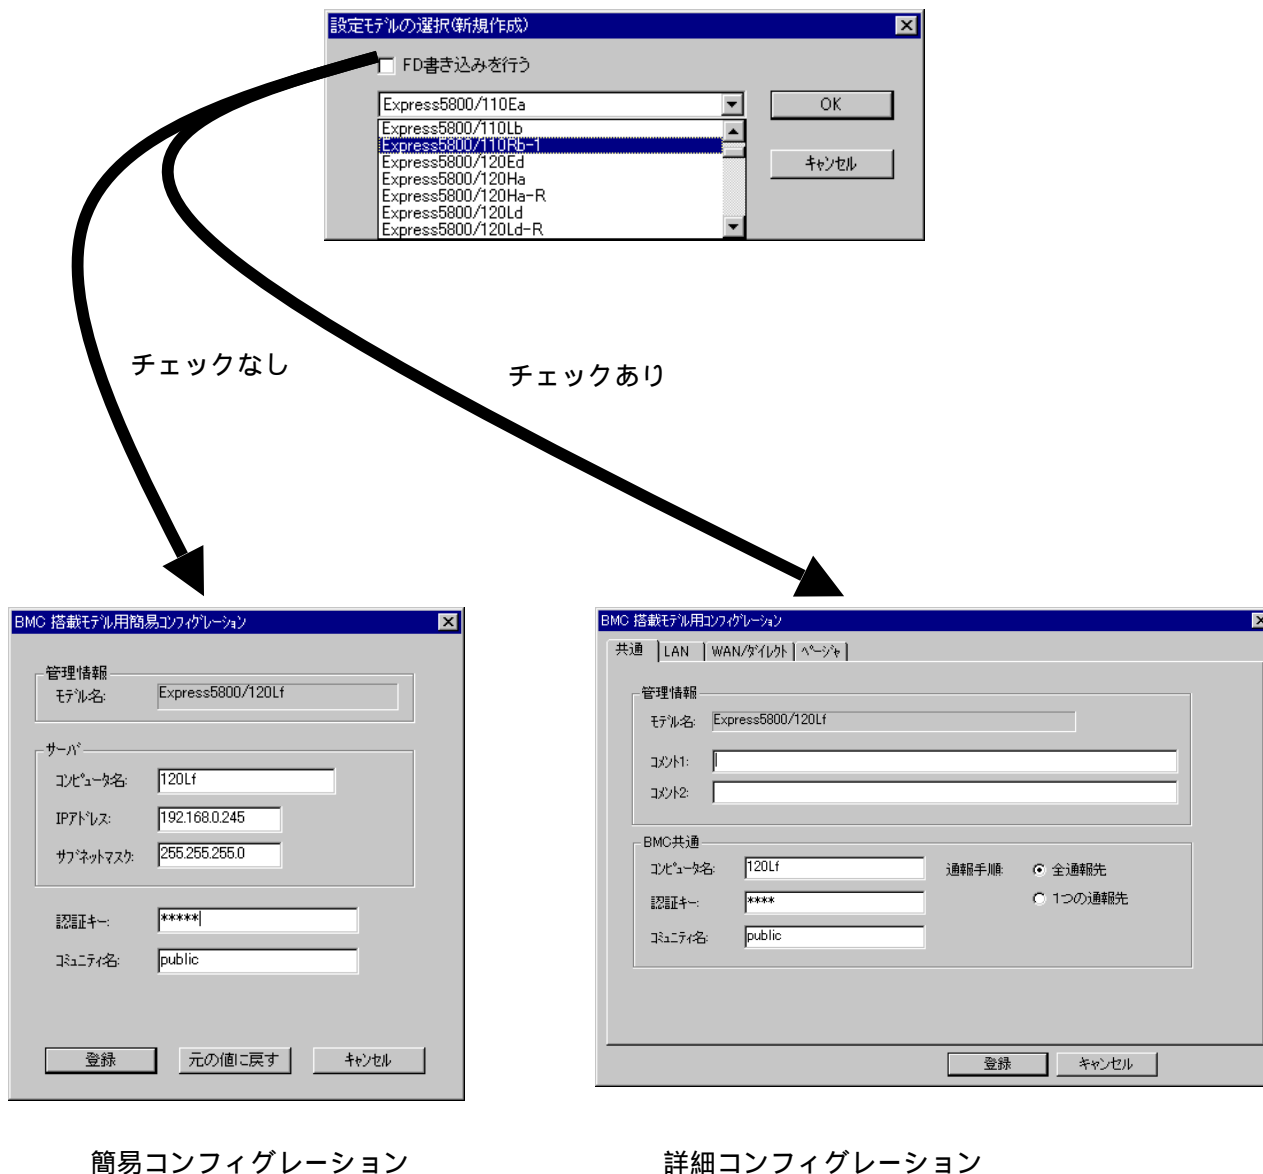 設定モデルの選択(新規作成)
FD書き込みを行う
Express5800/110Ea
OK
Express5800/110Lb
Express5800/110Rb-1
Express5800/120Ed
Express5800/120Ha
Express5800/120Ha-R
Express5800/120Ld
Express5800/120Ld-R
キャンセル
チェックなし
チェックあり
BMC 搭載モデル用簡易コンフィグレーション
管理情報
モデル名:
Express5800/120Lf
サーバ
コンピュータ名:
120Lf
IPアドレス:
192.168.0.245
サブネットマスク:
255.255.255.0
認証キー:
*****
コミュニティ名:
public
登録
元の値に戻す
キャンセル
BMC 搭載モデル用コンフィグレーション
共通
LAN
WAN/ダイレクト
ページャ
管理情報
モデル名:
Express5800/120Lf
コメント1:
コメント2:
BMC共通
コンピュータ名:
120Lf
通報手順:
全通報先
認証キー:
****
1つの通報先
コミュニティ名:
public
登録
キャンセル
簡易コンフィグレーション
詳細コンフィグレーション